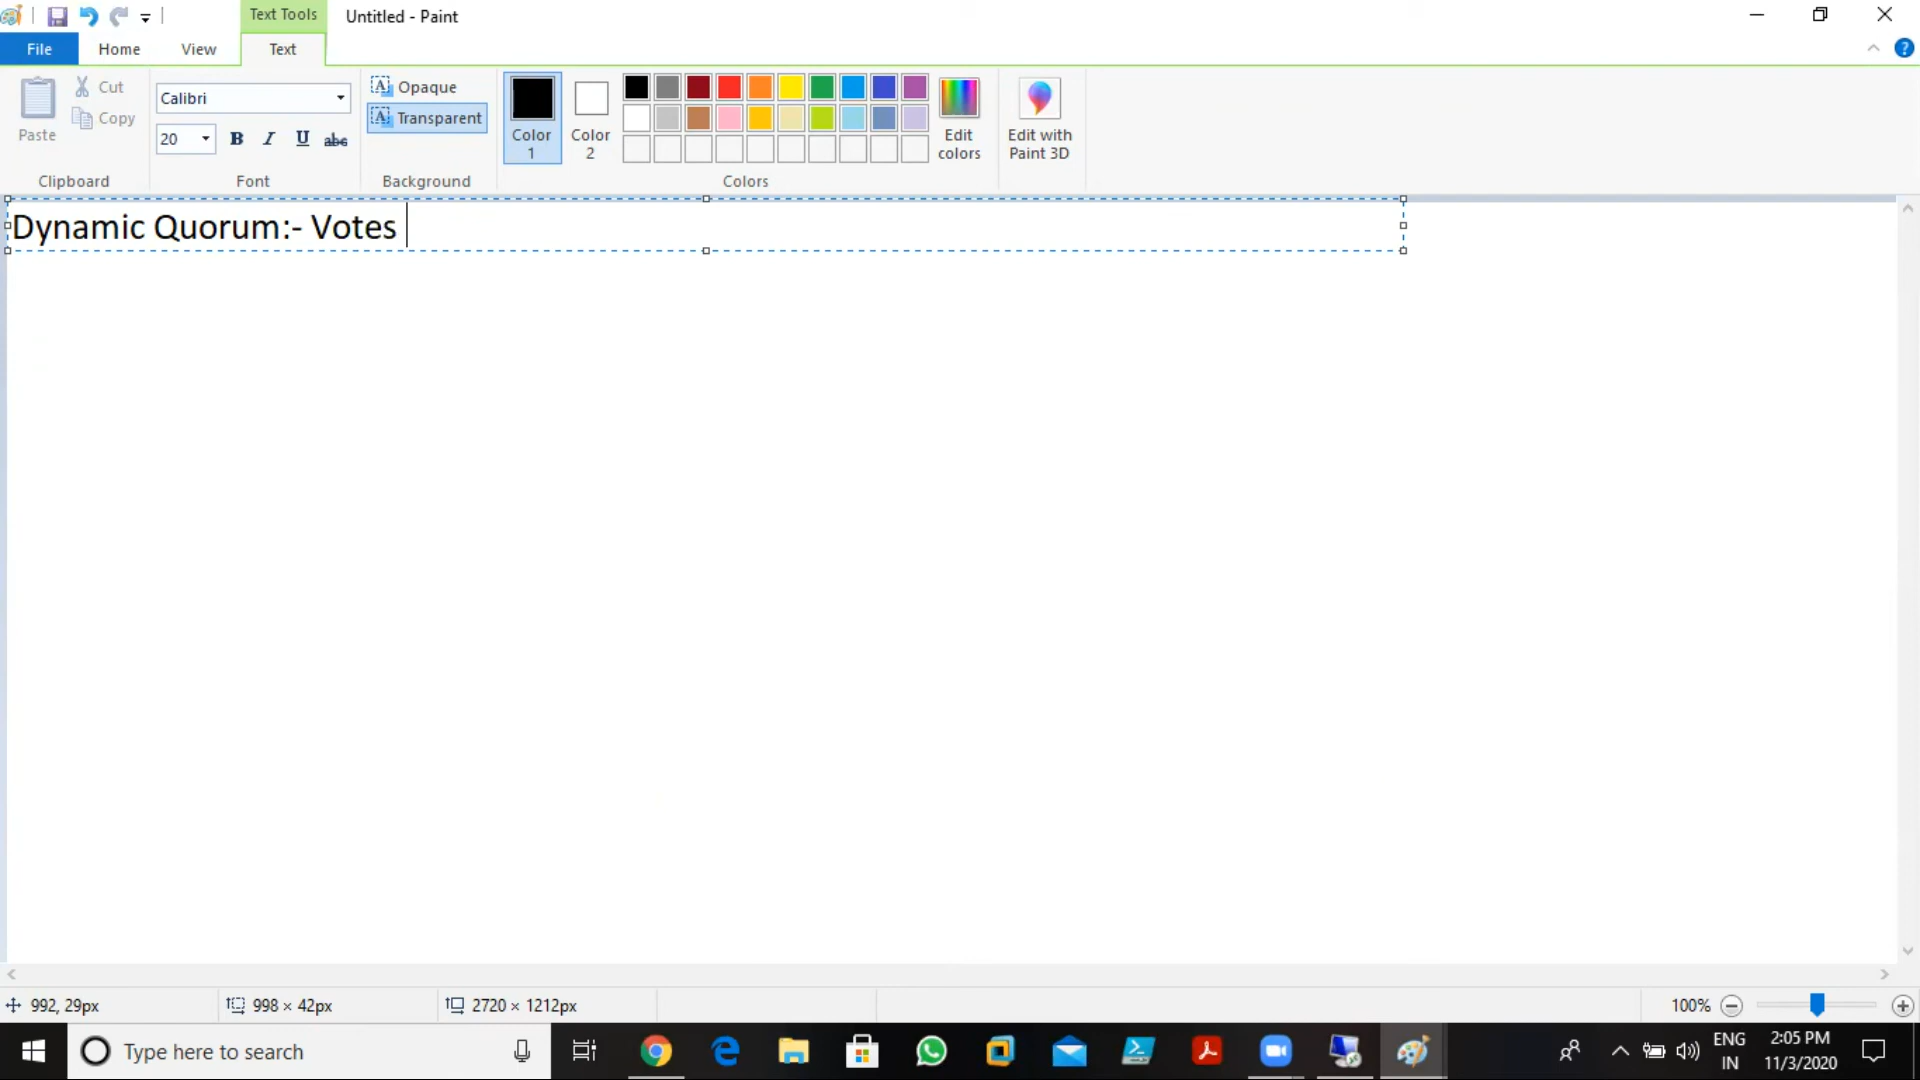 Text Tools
Untitled - Paint
File
Home
View
Text
Paste
Cut
Copy
Clipboard
Calibri
20
B I U abc
Font
Opaque
Transparent
Background
Color 1
Color 2
Edit colors
Colors
Edit with Paint 3D
Dynamic Quorum:- Votes
992, 29px
998 × 42px
2720 × 1212px
100%
Type here to search
ENG
IN
2:05 PM
11/3/2020